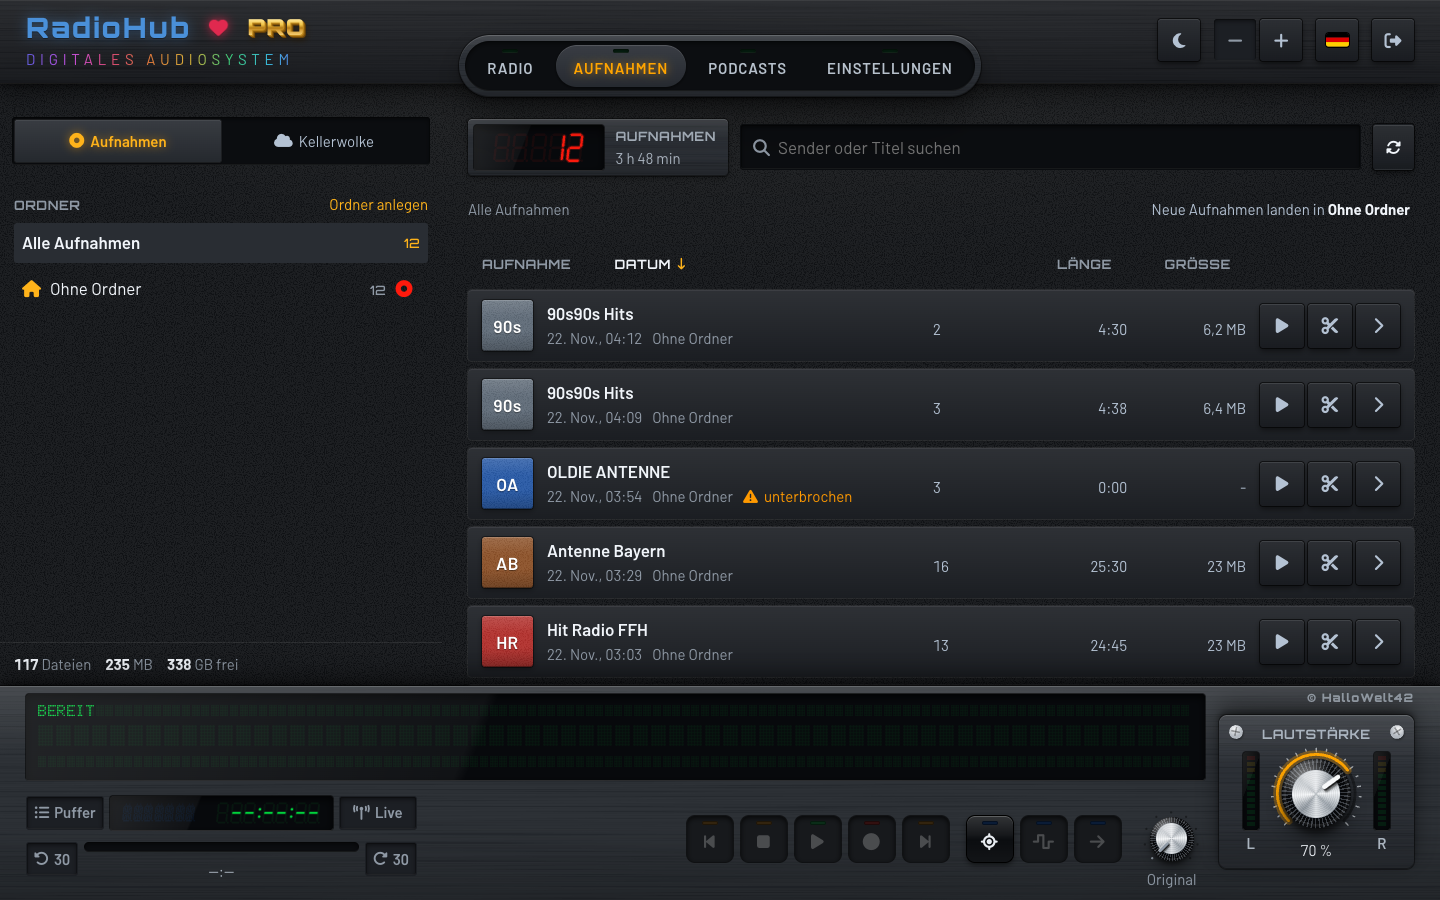 RadioHub PRO
DIGITALES AUDIOSYSTEM
RADIO
AUFNAHMEN
PODCASTS
EINSTELLUNGEN
Aufnahmen
Kellerwolke
12
AUFNAHMEN
3 h 48 min
Sender oder Titel suchen
ORDNER
Ordner anlegen
Alle Aufnahmen
12
Ohne Ordner
12
Alle Aufnahmen
Neue Aufnahmen landen in Ohne Ordner
AUFNAHME
DATUM ↓
LÄNGE
GRÖSSE
90s
90s90s Hits
22. Nov., 04:12 Ohne Ordner
2
4:30
6,2 MB
90s
90s90s Hits
22. Nov., 04:09 Ohne Ordner
3
4:38
6,4 MB
OA
OLDIE ANTENNE
22. Nov., 03:54 Ohne Ordner unterbrochen
3
0:00
-
AB
Antenne Bayern
22. Nov., 03:29 Ohne Ordner
16
25:30
23 MB
HR
Hit Radio FFH
22. Nov., 03:03 Ohne Ordner
13
24:45
23 MB
117 Dateien 235 MB 338 GB frei
BEREIT
© HalloWelt42
LAUTSTÄRKE
L
70 %
R
Puffer
--:--:--
Live
30
30
--:--
Original